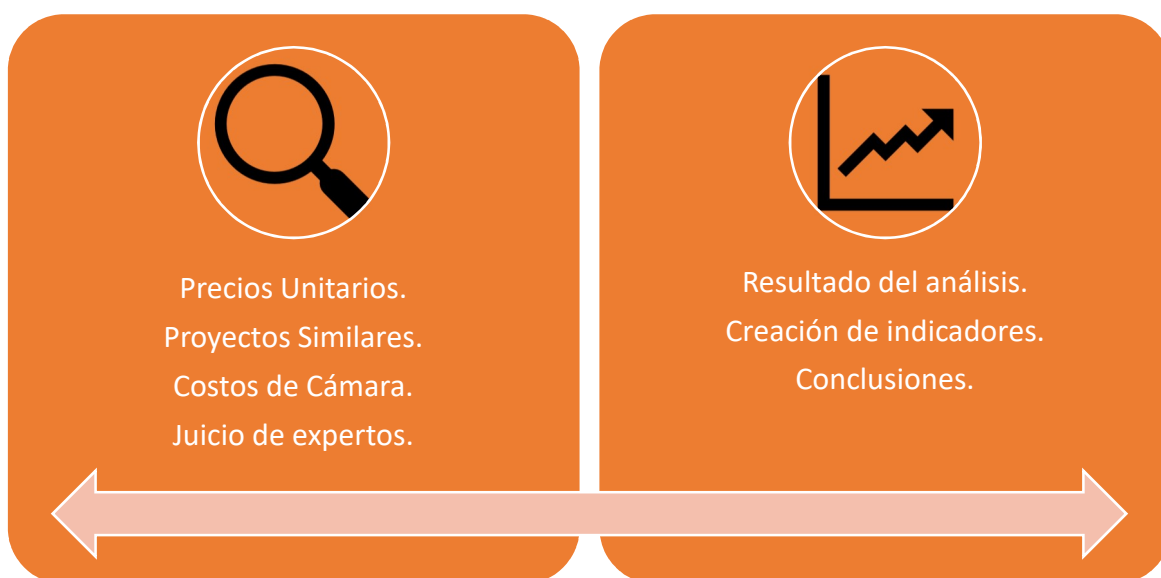 Precios Unitarios.
Proyectos Similares.
Costos de Cámara.
Juicio de expertos.
Resultado del análisis.
Creación de indicadores.
Conclusiones.